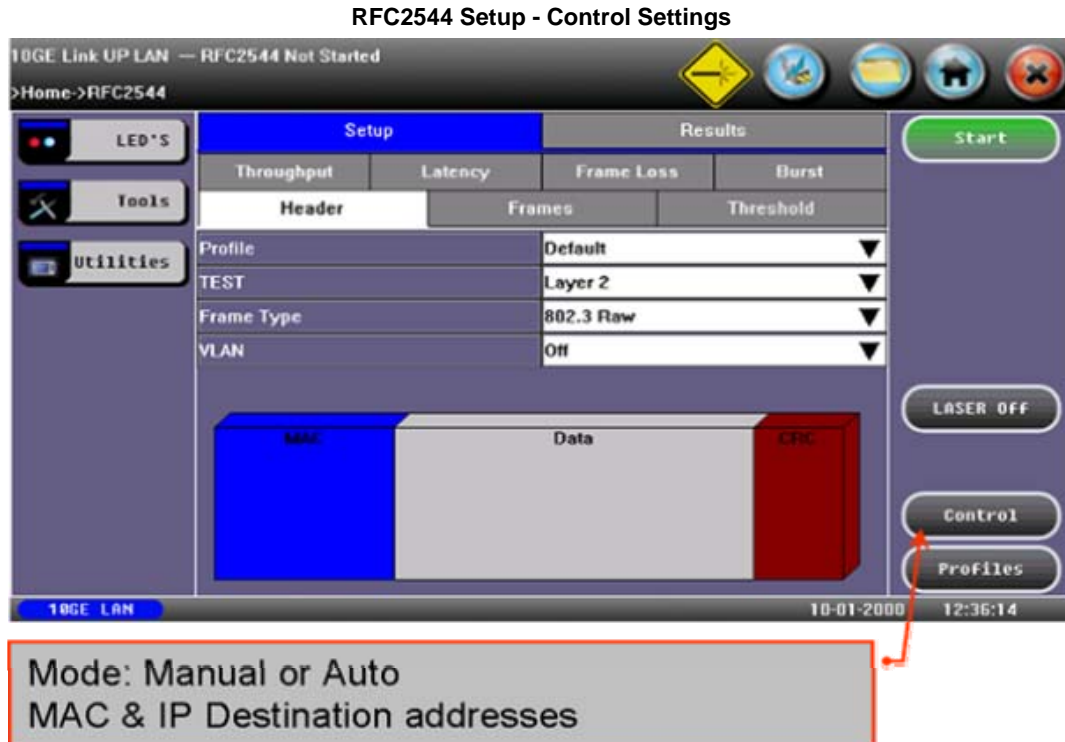 RFC2544 Setup - Control Settings
10GE Link UP LAN — RFC2544 Not Started
>Home->RFC2544
LED'S
Tools
Utilities
Setup
Results
Throughput
Latency
Frame Loss
Burst
Header
Frames
Threshold
Profile
Default
TEST
Layer 2
Frame Type
802.3 Raw
VLAN
Off
MAC
Data
CRC
Start
LASER OFF
Control
Profiles
10GE LAN
10-01-2000
12:36:14
Mode: Manual or Auto
MAC & IP Destination addresses